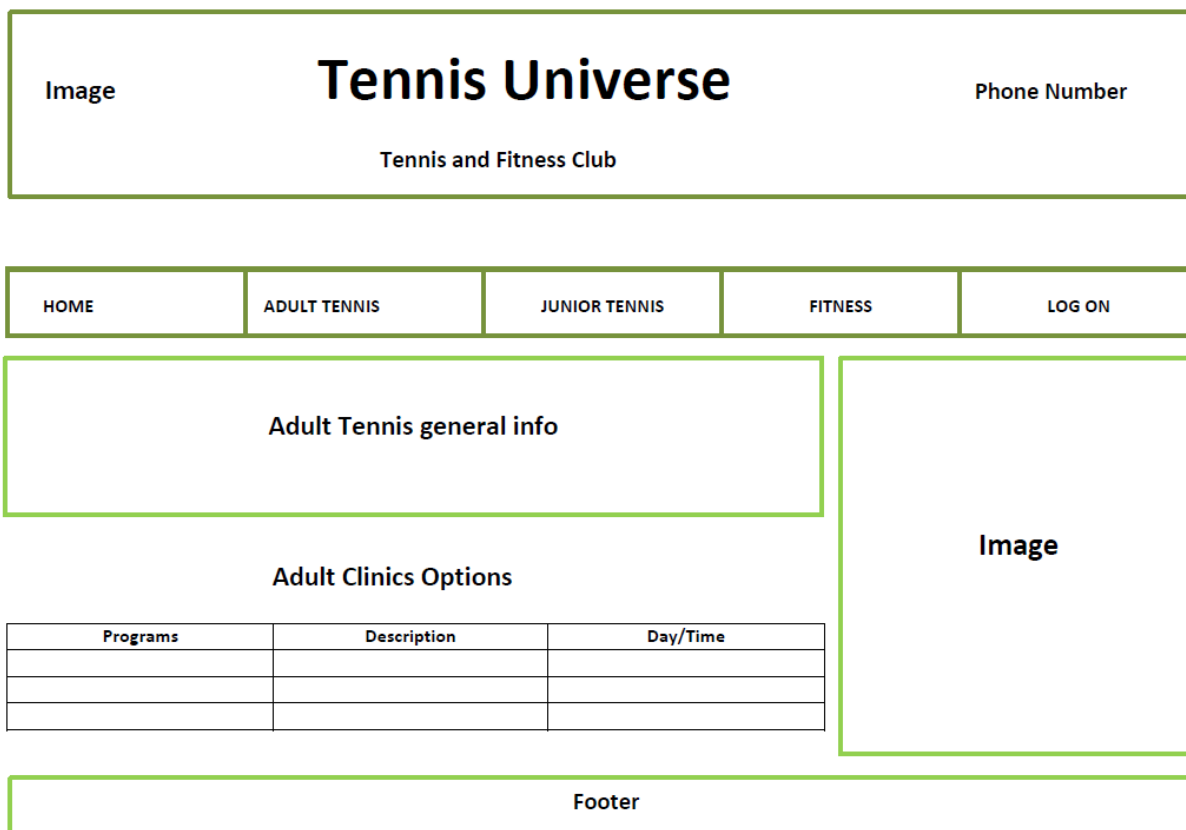 Image
Tennis Universe
Phone Number
Tennis and Fitness Club
HOME
ADULT TENNIS
JUNIOR TENNIS
FITNESS
LOG ON
Adult Tennis general info
Image
Adult Clinics Options
Programs Description Day/Time
Footer